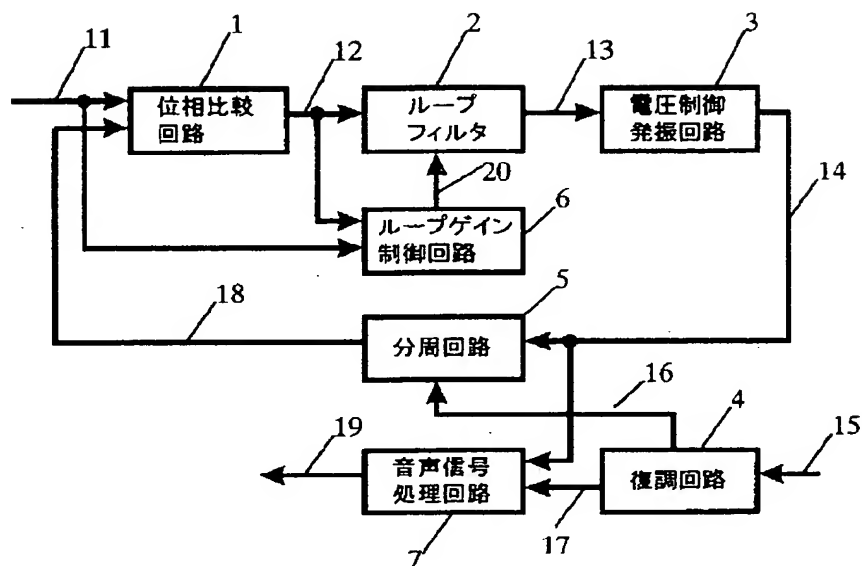 1
2
3
11
12
13
位相比較
回路
ループ
フィルタ
電圧制御
発振回路
20
14
6
ループゲイン
制御回路
5
18
分周回路
16
4
19
15
音声信号
処理回路
復調回路
7
17